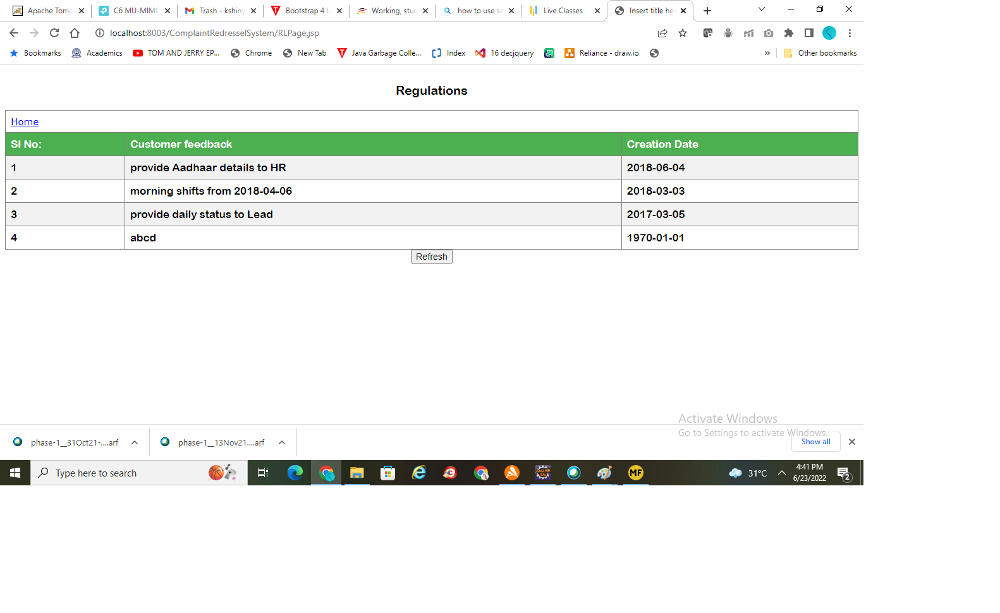 Apache Tomc C6 MU-MIMO Trash - kshiny Bootstrap 4 L Working, stud how to use se Live Classes Insert title he
localhost:8003/ComplaintRedresselSystem/RLPage.jsp
Bookmarks Academics TOM AND JERRY EP... Chrome New Tab Java Garbage Colle... Index 16 decjquery Reliance - draw.io » Other bookmarks
Regulations
Home
Sl No: Customer feedback Creation Date
1 provide Aadhaar details to HR 2018-06-04
2 morning shifts from 2018-04-06 2018-03-03
3 provide daily status to Lead 2017-03-05
4 abcd 1970-01-01
Refresh
Activate Windows
Go to Settings to activate Windows.
phase-1__31Oct21-....arf phase-1__13Nov21....arf Show all
Type here to search MF 31°C 4:41 PM
6/23/2022 2